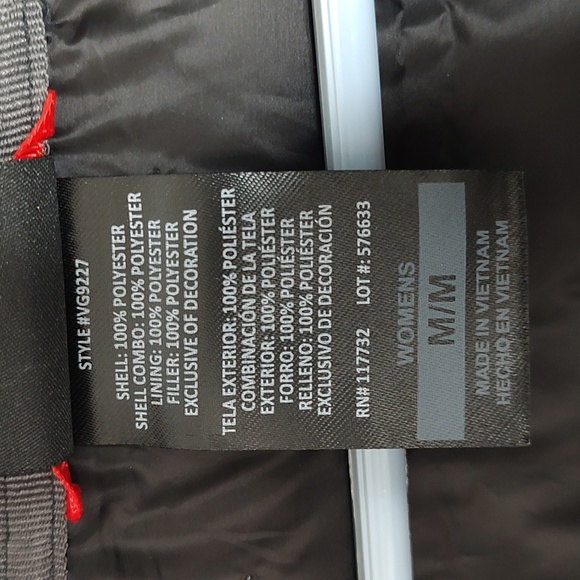 STYLE #VG9227
SHELL: 100% POLYESTER
SHELL COMBO: 100% POLYESTER
LINING: 100% POLYESTER
FILLER: 100% POLYESTER
EXCLUSIVE OF DECORATION
TELA EXTERIOR: 100% POLIÉSTER
COMBINACIÓN DE LA TELA
EXTERIOR: 100% POLIÉSTER
FORRO: 100% POLIÉSTER
RELLENO: 100% POLIÉSTER
EXCLUSIVO DE DECORACIÓN
RN# 117732 LOT #: 576633
WOMENS
M/M
MADE IN VIETNAM
HECHO EN VIETNAM